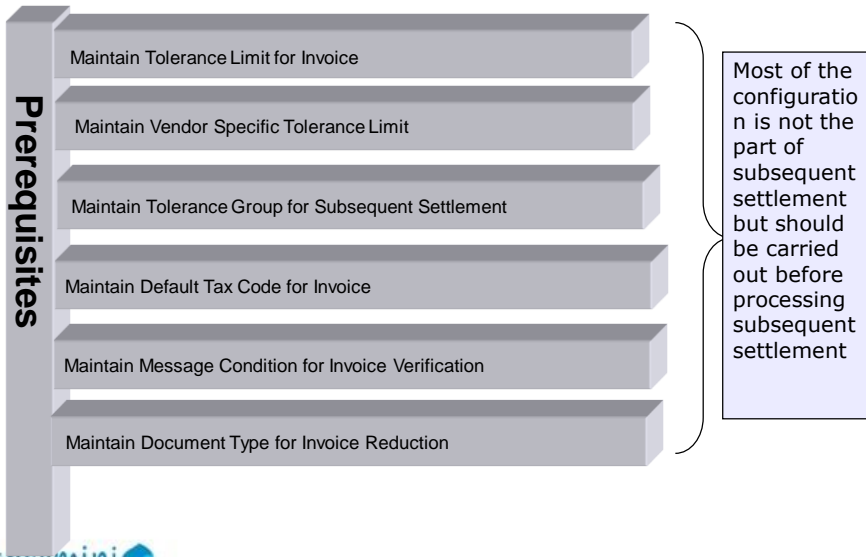 Prerequisites
Maintain Tolerance Limit for Invoice
Maintain Vendor Specific Tolerance Limit
Maintain Tolerance Group for Subsequent Settlement
Maintain Default Tax Code for Invoice
Maintain Message Condition for Invoice Verification
Maintain Document Type for Invoice Reduction
Most of the
configuratio
n is not the
part of
subsequent
settlement
but should
be carried
out before
processing
subsequent
settlement